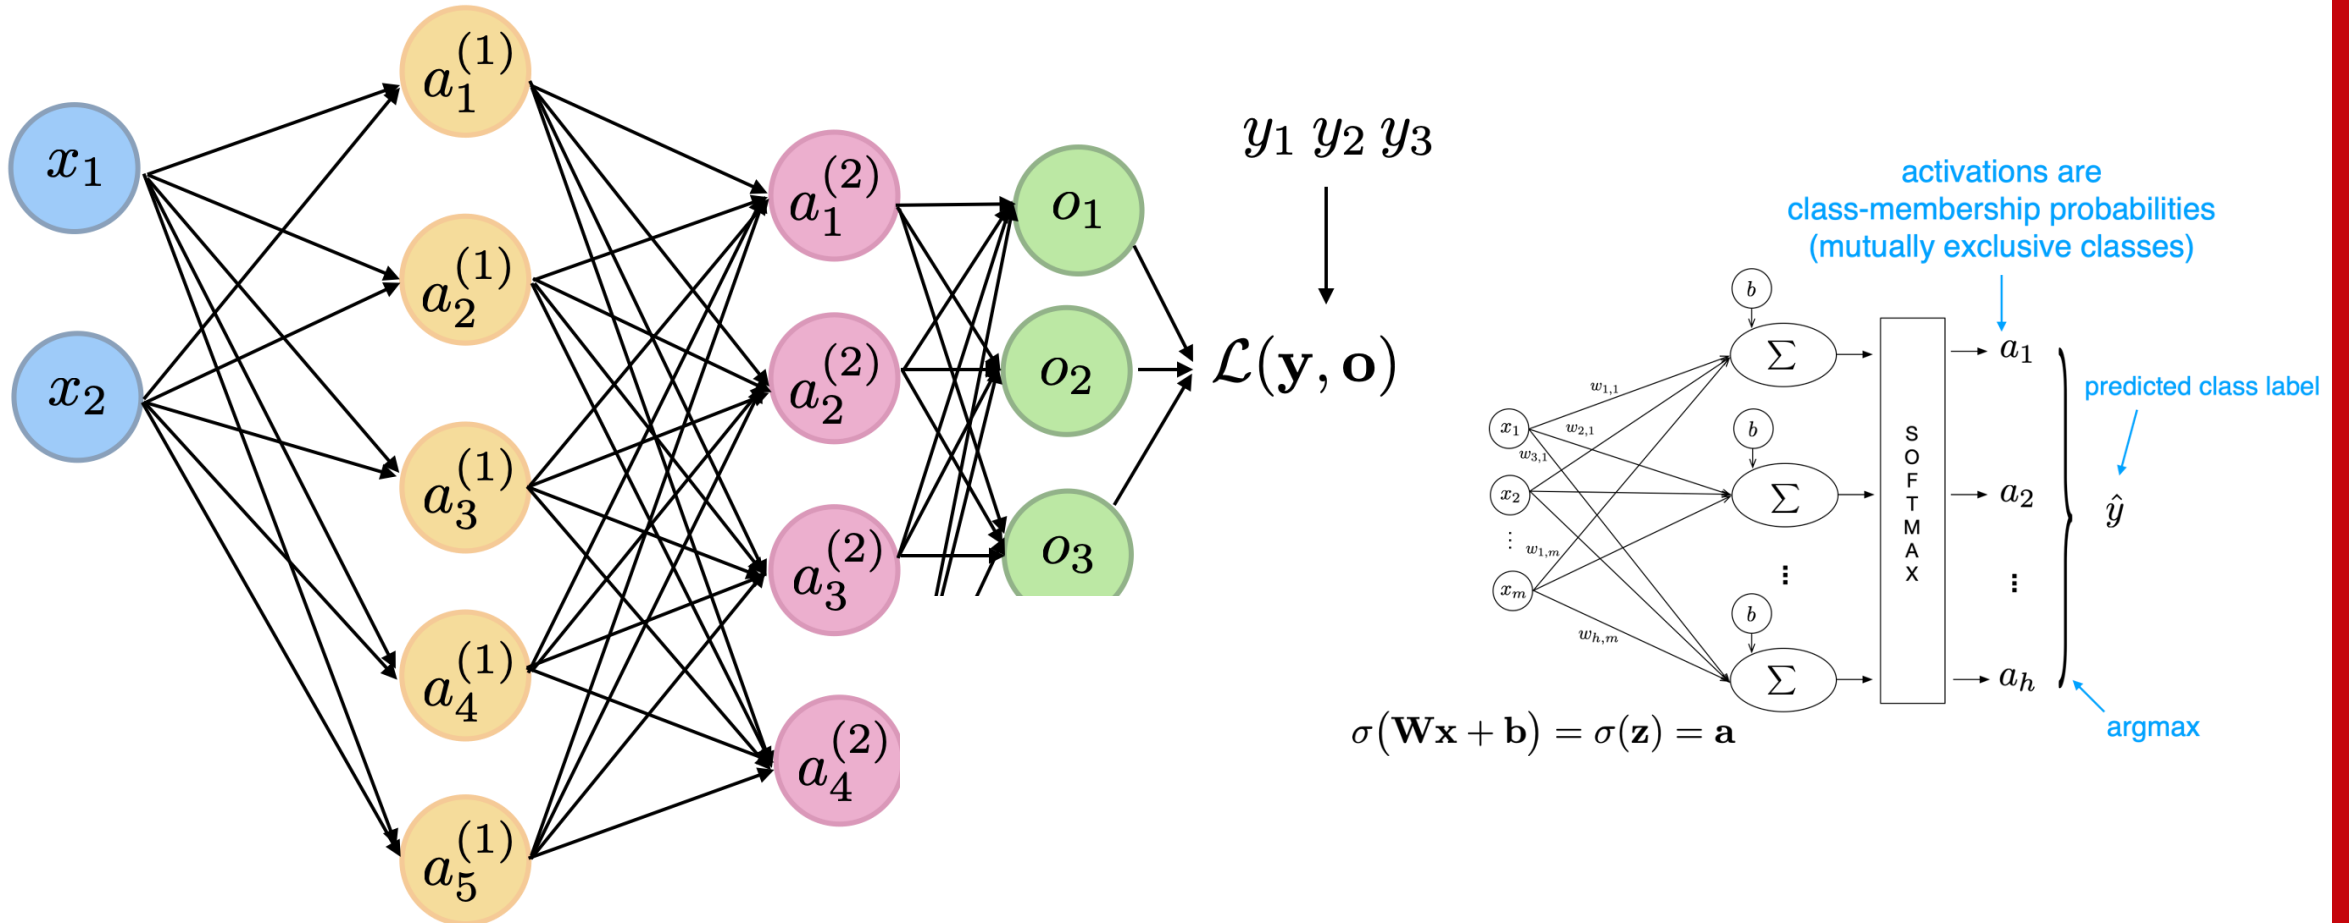 x₁
x₂
a₁⁽¹⁾
a₂⁽¹⁾
a₃⁽¹⁾
a₄⁽¹⁾
a₅⁽¹⁾
a₁⁽²⁾
a₂⁽²⁾
a₃⁽²⁾
a₄⁽²⁾
o₁
o₂
o₃
y₁ y₂ y₃
ℒ(y, o)
activations are
class-membership probabilities
(mutually exclusive classes)
x₁
x₂
⋮
xₘ
w₁,₁
w₂,₁
w₃,₁
w₁,ₘ
wₕ,ₘ
b
Σ
b
Σ
⋮
b
Σ
SOFTMAX
a₁
a₂
⋮
aₕ
predicted class label
ŷ
argmax
σ(Wx + b) = σ(z) = a